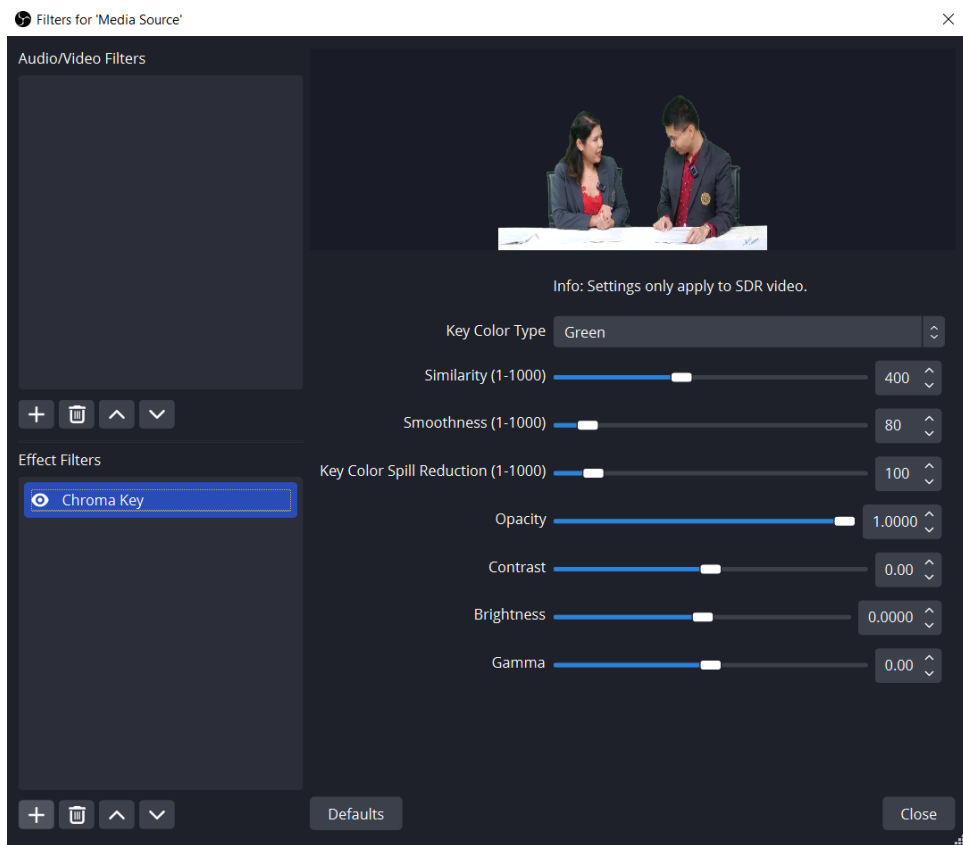 Filters for 'Media Source'
Audio/Video Filters
Info: Settings only apply to SDR video.
Key Color Type Green
Similarity (1-1000) 400
Smoothness (1-1000) 80
Key Color Spill Reduction (1-1000) 100
Effect Filters
Chroma Key
Opacity 1.0000
Contrast 0.00
Brightness 0.0000
Gamma 0.00
Defaults
Close